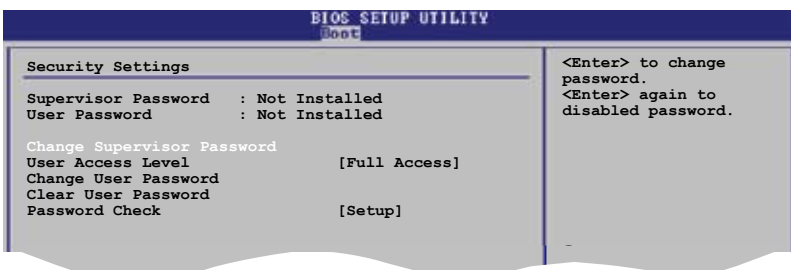 BIOS SETUP UTILITY
Boot
Security Settings
Supervisor Password : Not Installed
User Password : Not Installed
Change Supervisor Password
User Access Level [Full Access]
Change User Password
Clear User Password
Password Check [Setup]
<Enter> to change
password.
<Enter> again to
disabled password.